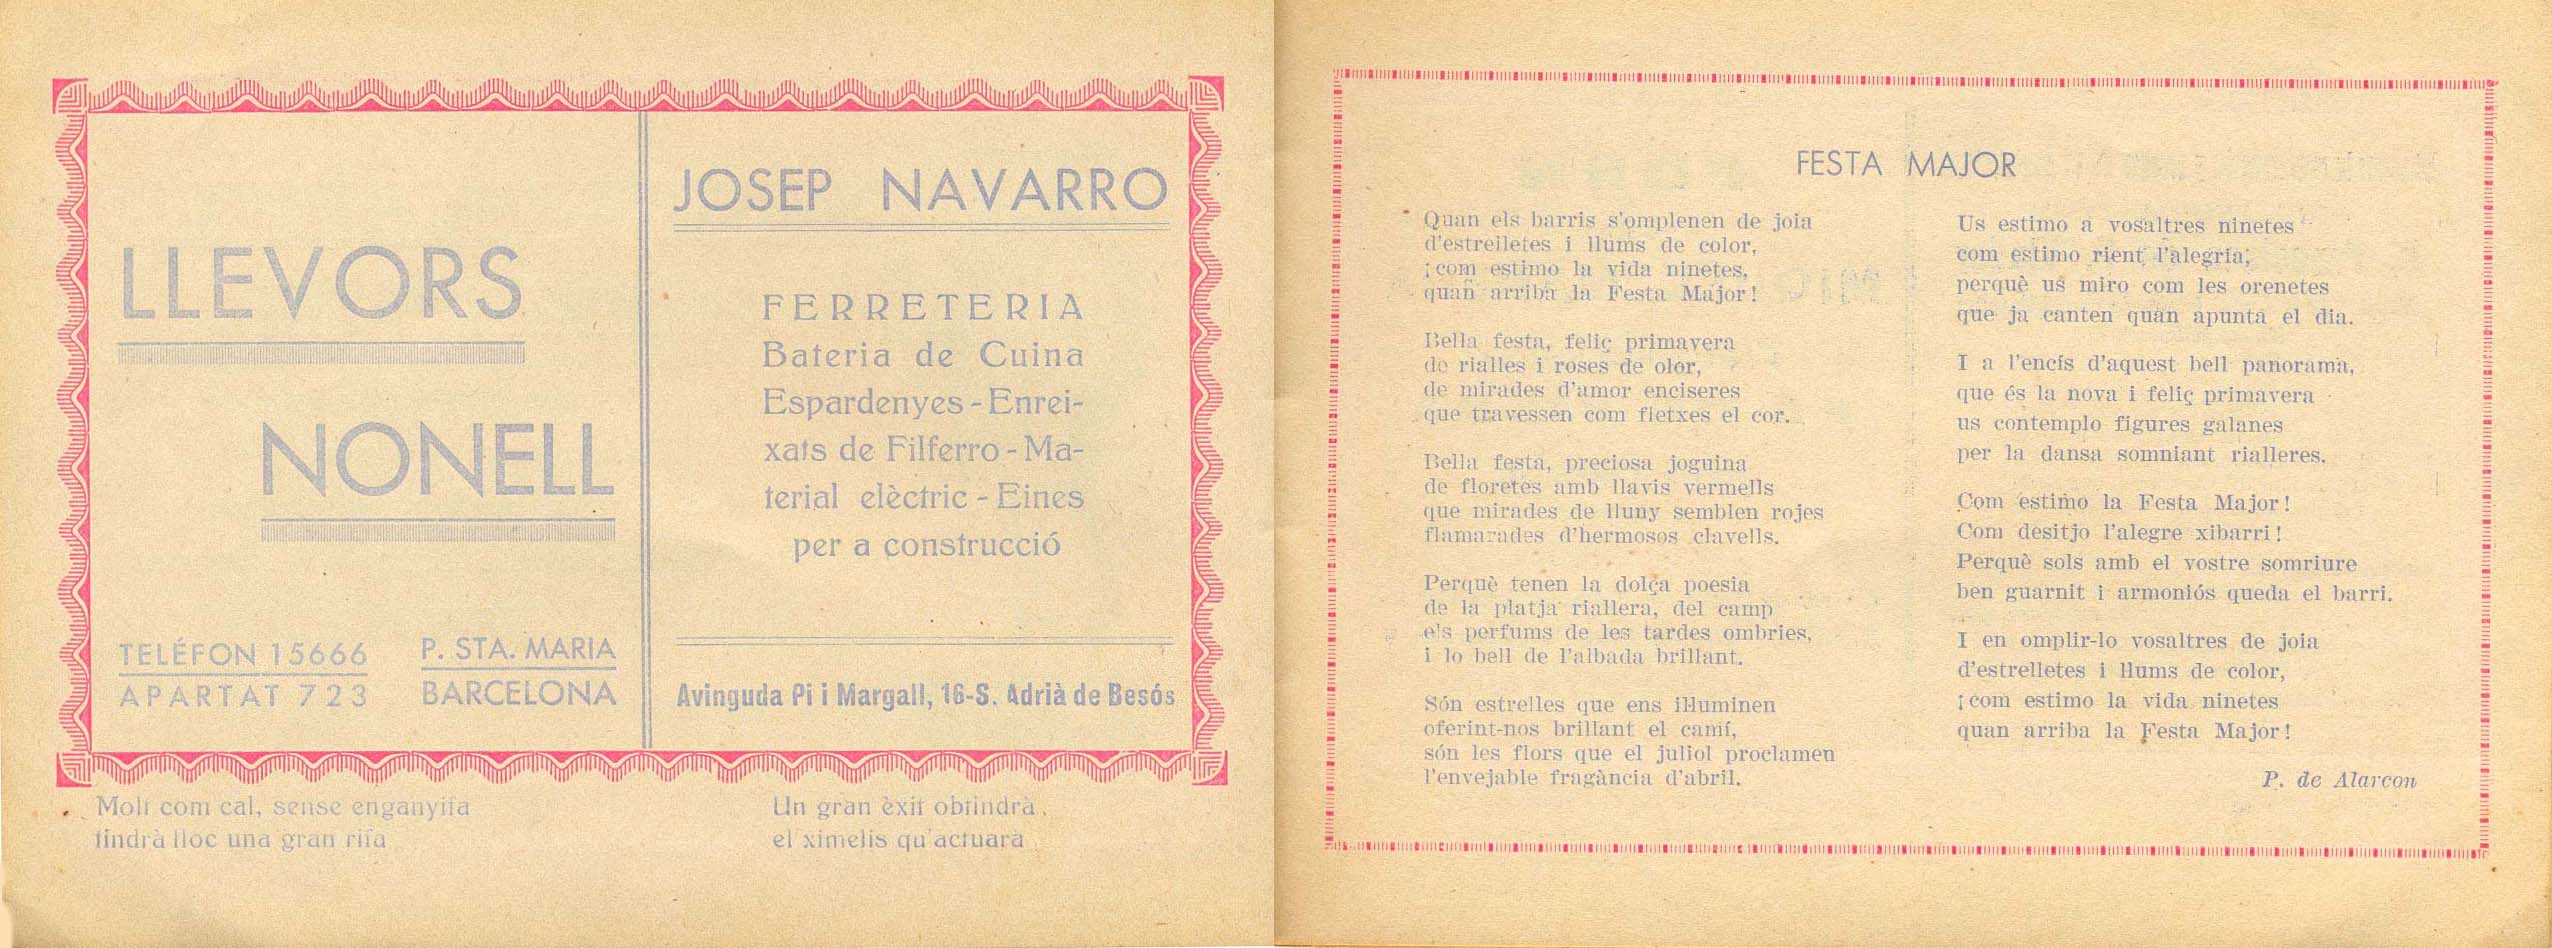 LLEVORS
NONELL
TELÉFON 15666
APARTAT 723
P. STA. MARIA
BARCELONA
JOSEP NAVARRO
FERRETERIA
Bateria de Cuina
Espardenyes - Enrei-
xats de Filferro - Ma-
terial elèctric - Eines
per a construcció
Avinguda Pi i Margall, 16-S. Adrià de Besós
Molt com cal, sense enganyifa
tindrà lloc una gran rifa
Un gran èxit obtindrà
el ximelis qu'actuarà
FESTA MAJOR
Quan els barris s'omplenen de joia
d'estrelletes i llums de color,
¡com estimo la vida ninetes,
quan arriba la Festa Major!
Bella festa, feliç primavera
de rialles i roses de olor,
de mirades d'amor enciseres
que travessen com fletxes el cor.
Bella festa, preciosa joguina
de floretes amb llavis vermells
que mirades de lluny semblen rojes
flamarades d'hermosos clavells.
Perquè tenen la dolça poesia
de la platja riallera, del camp
els perfums de les tardes ombries,
i lo bell de l'albada brillant.
Són estrelles que ens il·luminen
oferint-nos brillant el camí,
són les flors que el juliol proclamen
l'envejable fragància d'abril.
Us estimo a vosaltres ninetes
com estimo rient l'alegria,
perquè us miro com les orenetes
que ja canten quan apunta el dia.
I a l'encís d'aquest bell panorama,
que és la nova i feliç primavera
us contemplo figures galanes
per la dansa somniant rialleres.
Com estimo la Festa Major!
Com desitjo l'alegre xibarri!
Perquè sols amb el vostre somriure
ben guarnit i armoniós queda el barri.
I en omplir-lo vosaltres de joia
d'estrelletes i llums de color,
¡com estimo la vida ninetes
quan arriba la Festa Major!
P. de Alarcon